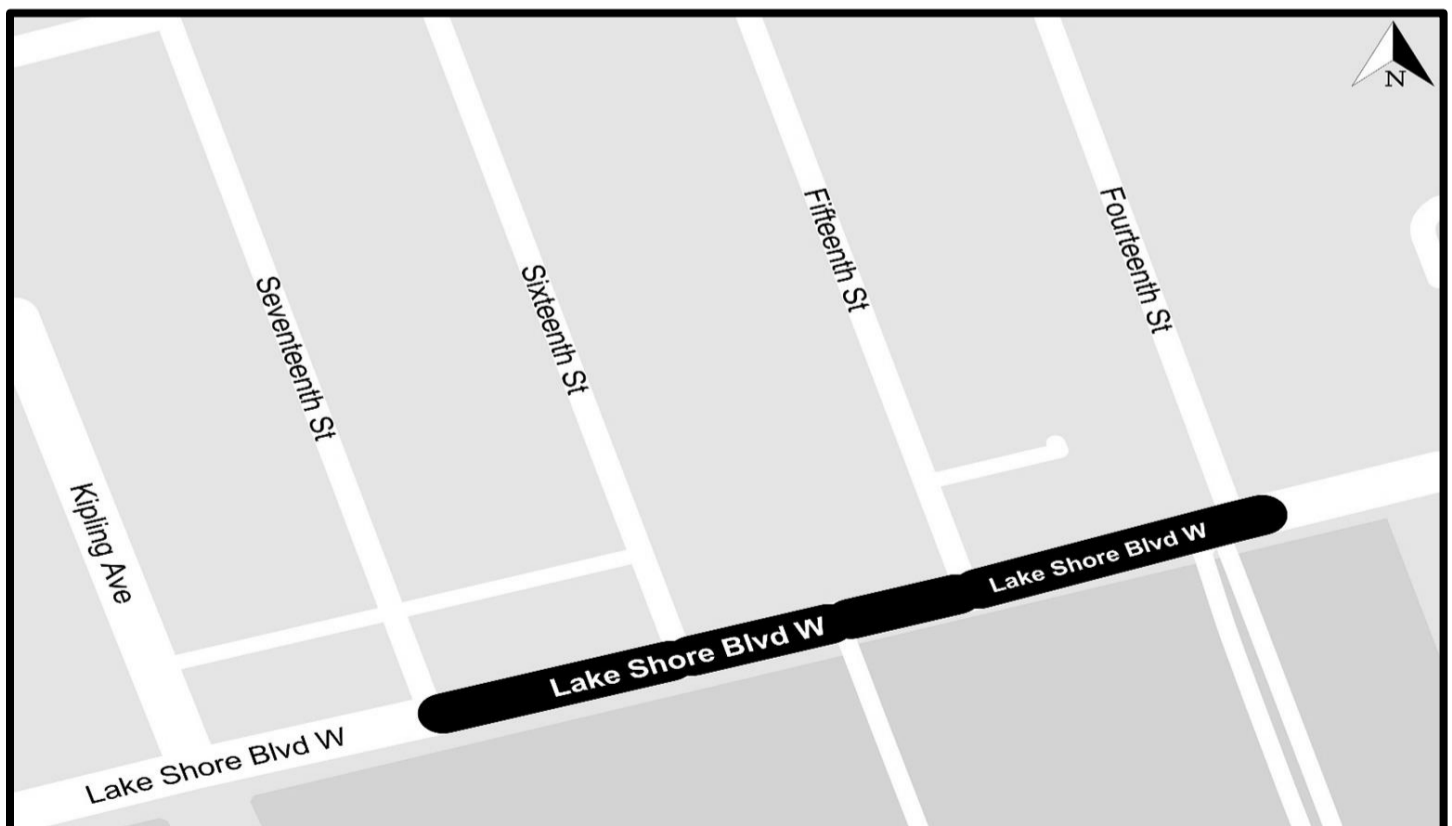 N
Fifteenth St
Fourteenth St
Sixteenth St
Seventeenth St
Kipling Ave
Lake Shore Blvd W
Lake Shore Blvd W
Lake Shore Blvd W